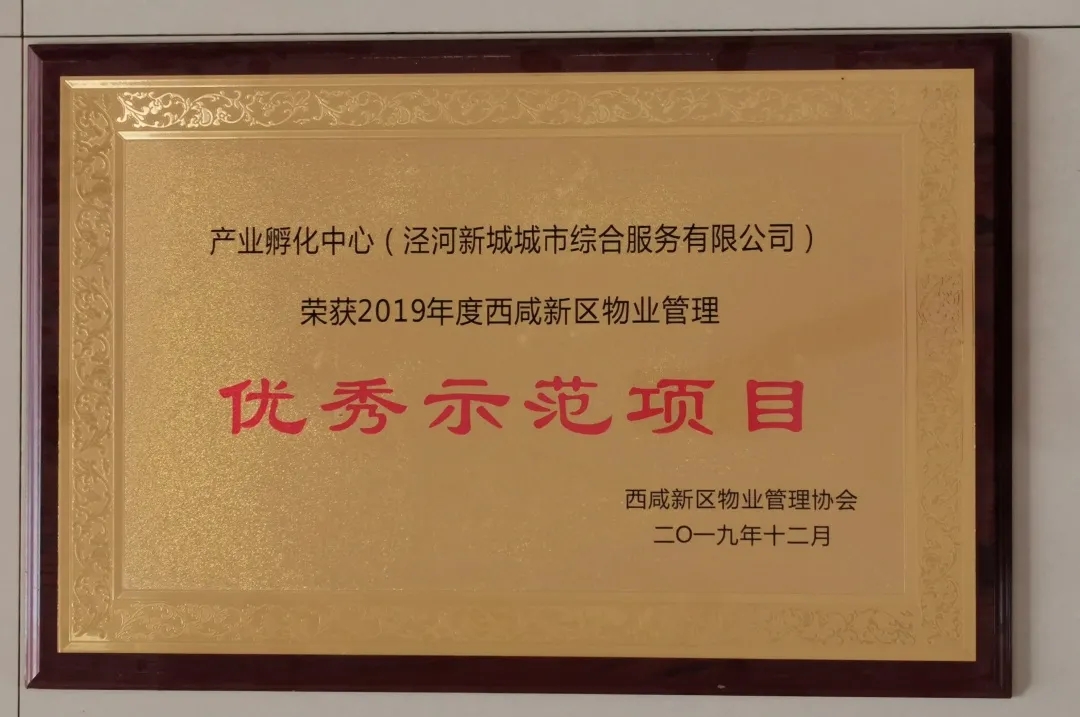 产业孵化中心（泾河新城城市综合服务有限公司）
荣获2019年度西咸新区物业管理
优秀示范项目
西咸新区物业管理协会
二〇一九年十二月